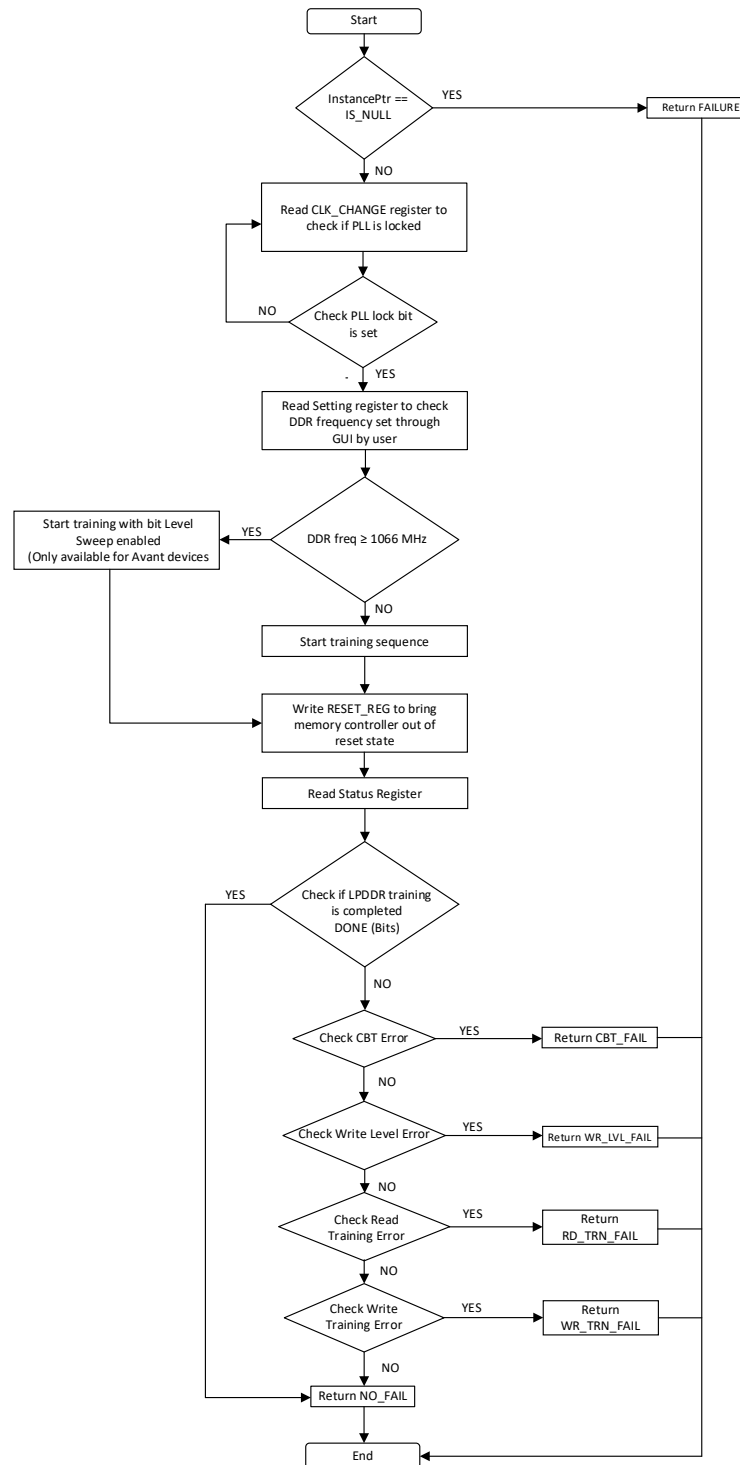 Start
InstancePtr ==
IS_NULL
YES
Return FAILURE
NO
Read CLK_CHANGE register to
check if PLL is locked
NO
Check PLL lock bit
is set
-
YES
Read Setting register to check
DDR frequency set through
GUI by user
Start training with bit Level
Sweep enabled
(Only available for Avant devices
YES
DDR freq ≥ 1066 MHz
NO
Start training sequence
Write RESET_REG to bring
memory controller out of
reset state
Read Status Register
YES
Check if LPDDR training
is completed
DONE (Bits)
NO
Check CBT Error
YES
Return CBT_FAIL
NO
Check Write Level Error
YES
Return WR_LVL_FAIL
NO
Check Read
Training Error
YES
Return
RD_TRN_FAIL
NO
Check Write
Training Error
YES
Return
WR_TRN_FAIL
NO
Return NO_FAIL
End